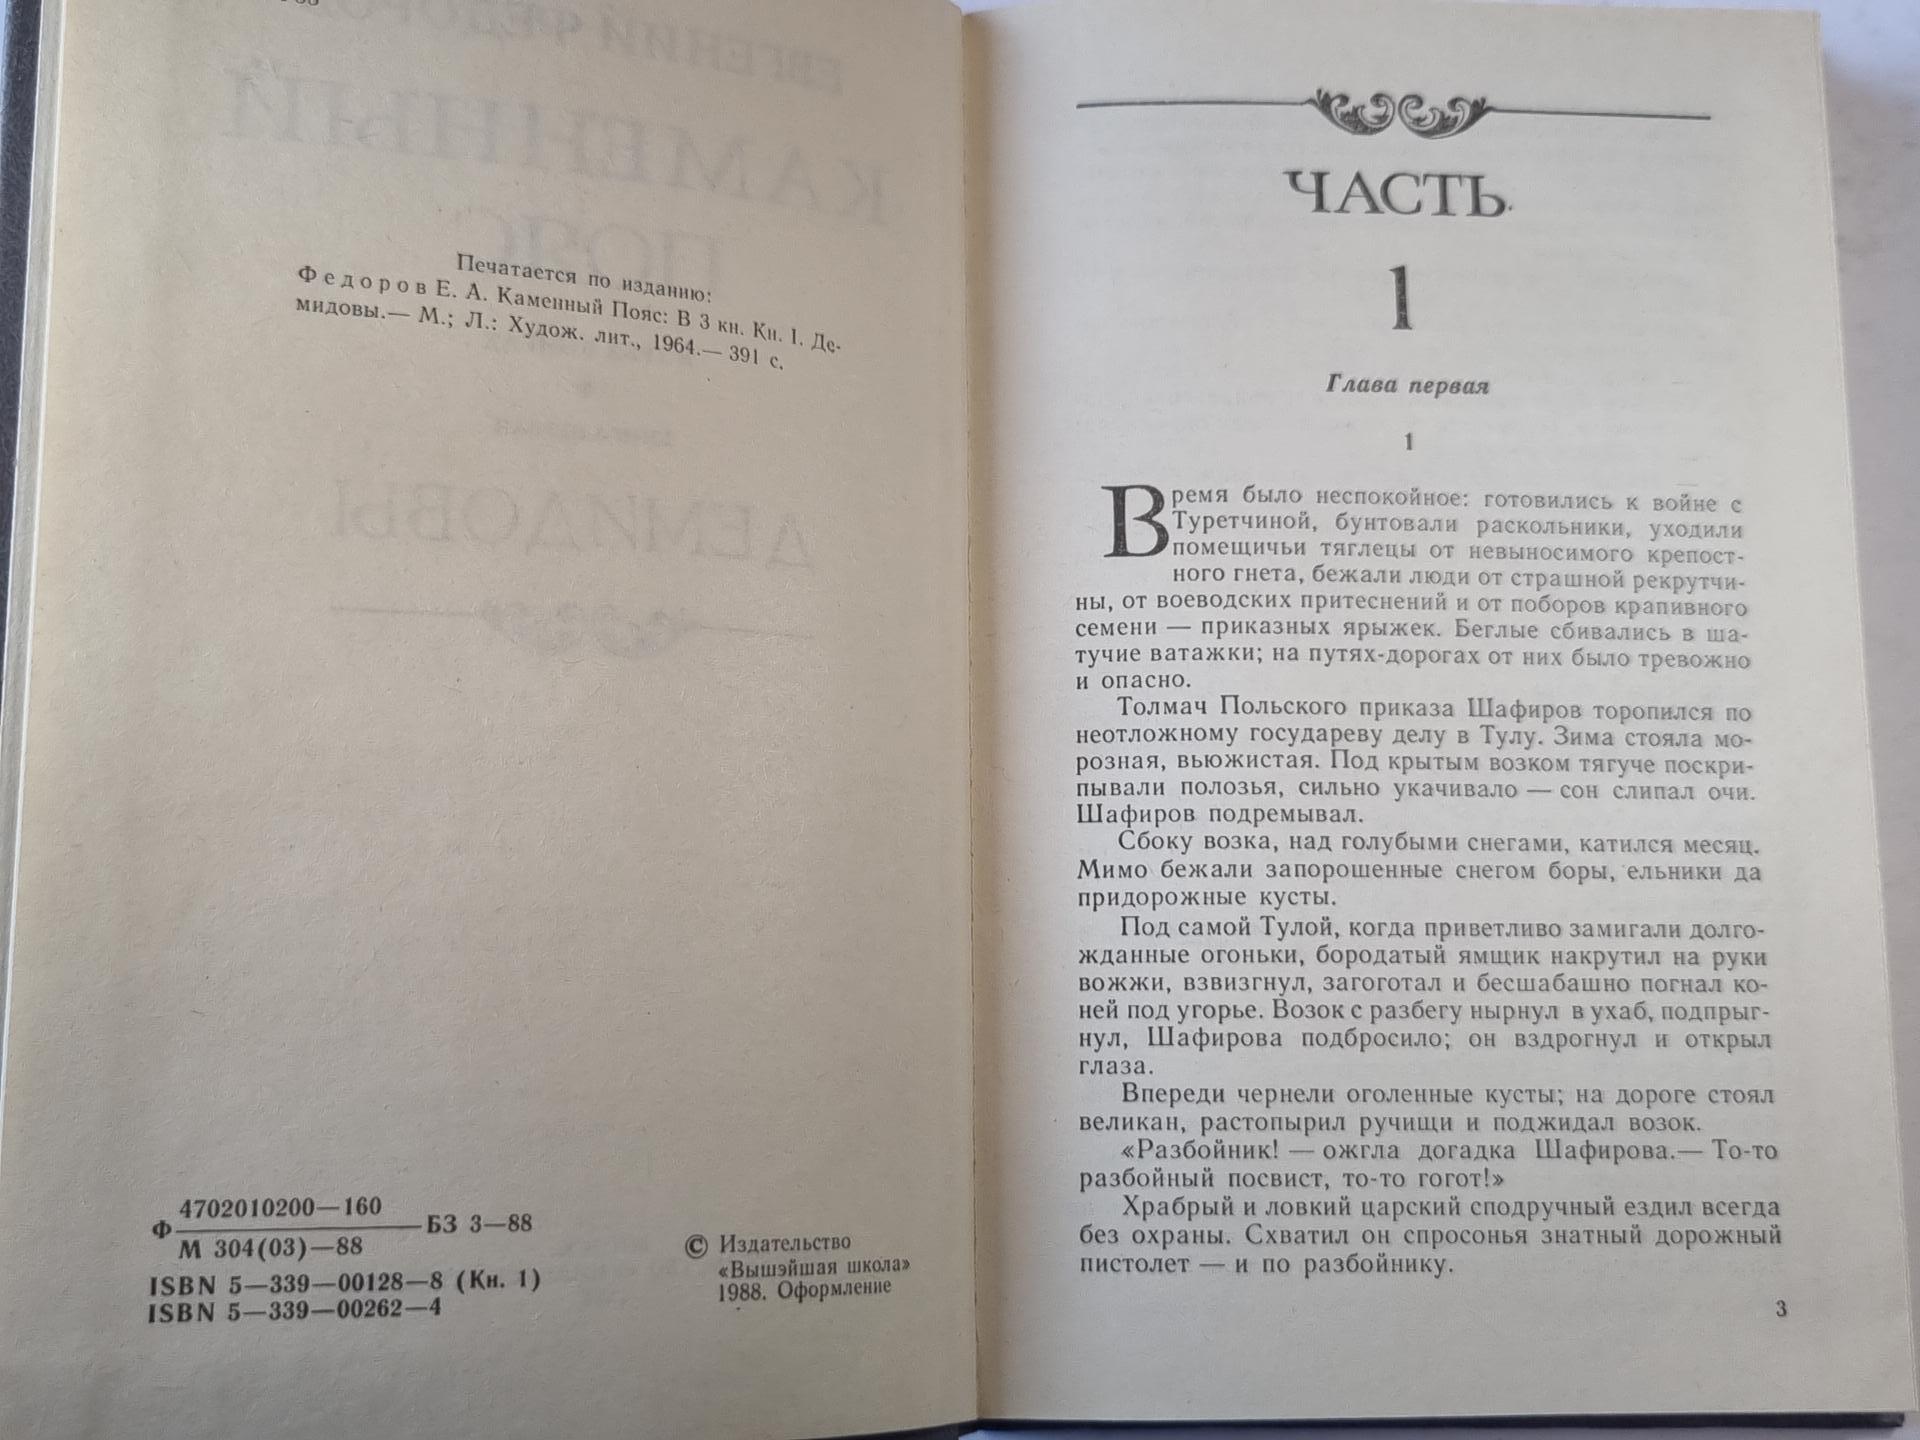 Печатается по изданию:
Федоров Е. А. Каменный Пояс: В 3 кн. Кн. I. Де-
мидовы.— М.; Л.: Худож. лит., 1964.— 391 с.
Ф 4702010200—160 БЗ 3—88
М 304(03)—88
ISBN 5—339—00128—8 (Кн. 1)
ISBN 5—339—00262—4
© Издательство
«Вышэйшая школа»
1988. Оформление
ЧАСТЬ
1
Глава первая
1
Время было неспокойное: готовились к войне с
Туретчиной, бунтовали раскольники, уходили
помещичьи тяглецы от невыносимого крепост-
ного гнета, бежали люди от страшной рекрутчи-
ны, от воеводских притеснений и от поборов крапивного
семени — приказных ярыжек. Беглые сбивались в ша-
тучие ватажки; на путях-дорогах от них было тревожно
и опасно.
Толмач Польского приказа Шафиров торопился по
неотложному государеву делу в Тулу. Зима стояла мо-
розная, вьюжистая. Под крытым возком тягуче поскри-
пывали полозья, сильно укачивало — сон слипал очи.
Шафиров подремывал.
Сбоку возка, над голубыми снегами, катился месяц.
Мимо бежали запорошенные снегом боры, ельники да
придорожные кусты.
Под самой Тулой, когда приветливо замигали долго-
жданные огоньки, бородатый ямщик накрутил на руки
вожжи, взвизгнул, загоготал и бесшабашно погнал ко-
ней под угорье. Возок с разбегу нырнул в ухаб, подпрыг-
нул, Шафирова подбросило; он вздрогнул и открыл
глаза.
Впереди чернели оголенные кусты; на дороге стоял
великан, растопырил ручищи и поджидал возок.
«Разбойник! — ожгла догадка Шафирова.— То-то
разбойный посвист, то-то гогот!»
Храбрый и ловкий царский сподручный ездил всегда
без охраны. Схватил он спросонья знатный дорожный
пистолет — и по разбойнику.
3